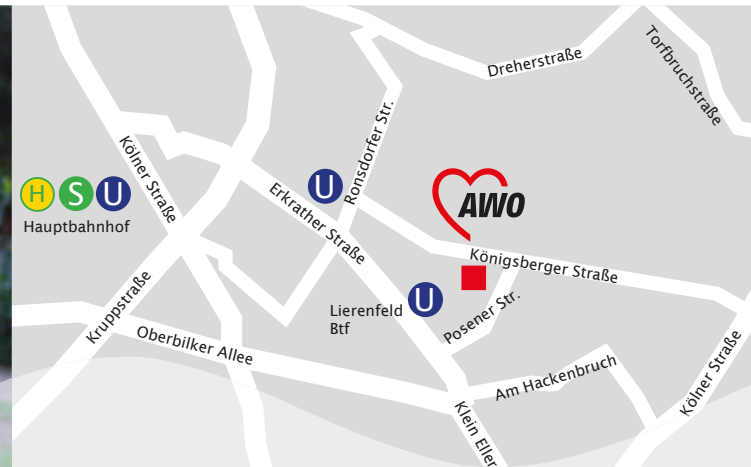 Dreherstraße
Torfbruchstraße
Kölner Straße
Ronsdorfer Str.
H S U
Hauptbahnhof
U
Erkrather Straße
AWO
Königsberger Straße
Lierenfeld
Btf
U
Posener Str.
Kruppstraße
Oberbilker Allee
Am Hackenbruch
Kölner Straße
Klein Eller